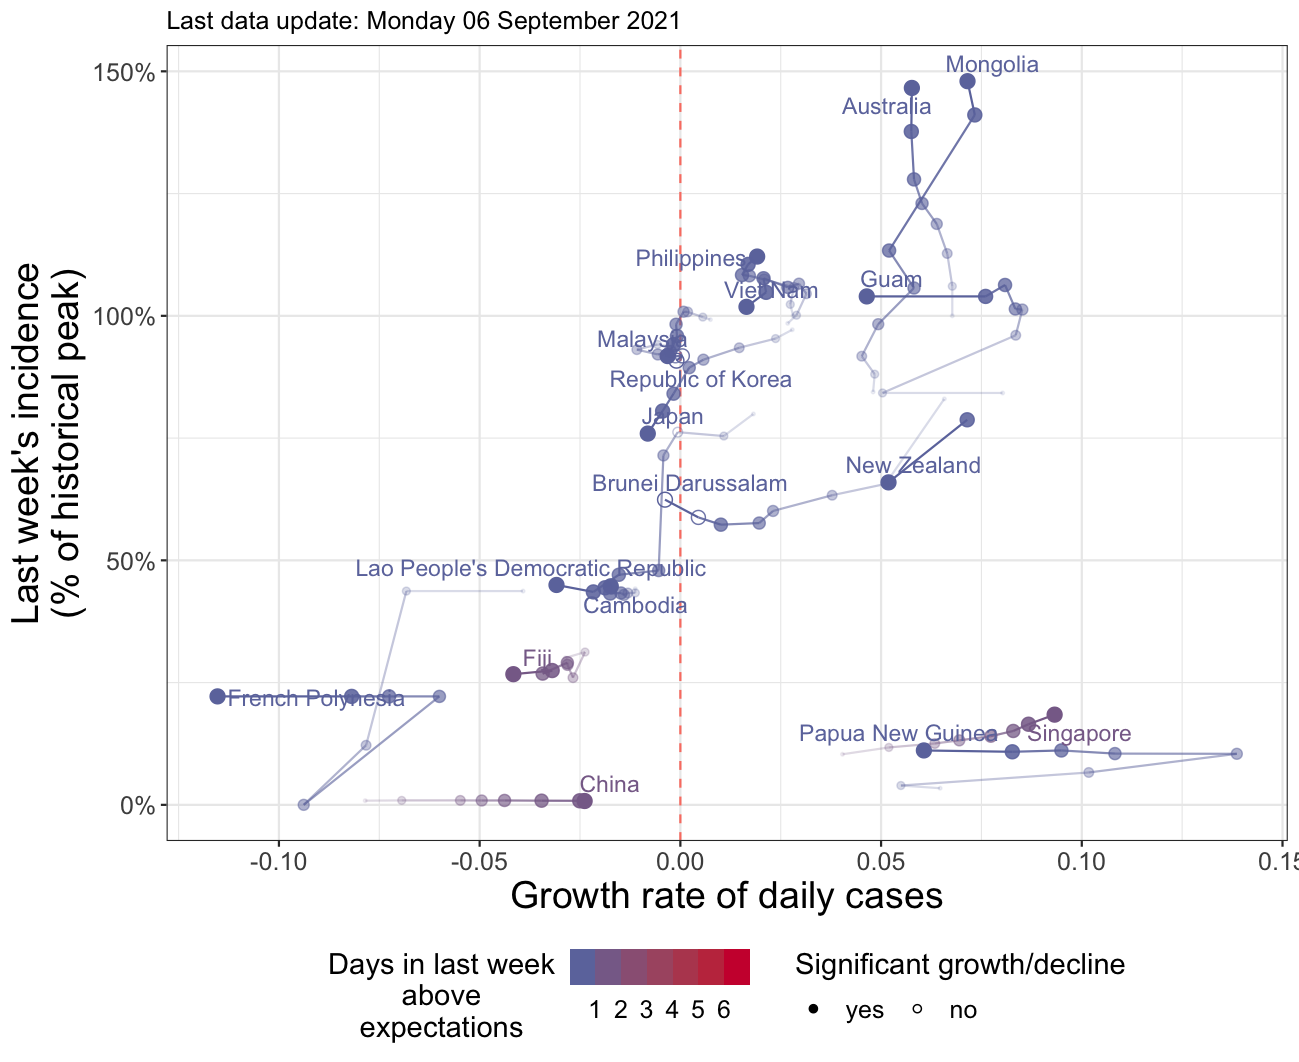 Last data update: Monday 06 September 2021
Last week's incidence
(% of historical peak)
150%
100%
50%
0%
Mongolia
Australia
Philippines
Viet Nam
Guam
Malaysia
Republic of Korea
Japan
New Zealand
Brunei Darussalam
Lao People's Democratic Republic
Cambodia
Fiji
French Polynesia
Papua New Guinea
Singapore
China
-0.10
-0.05
0.00
0.05
0.10
0.15
Growth rate of daily cases
Days in last week
above
expectations
1 2 3 4 5 6
Significant growth/decline
yes no